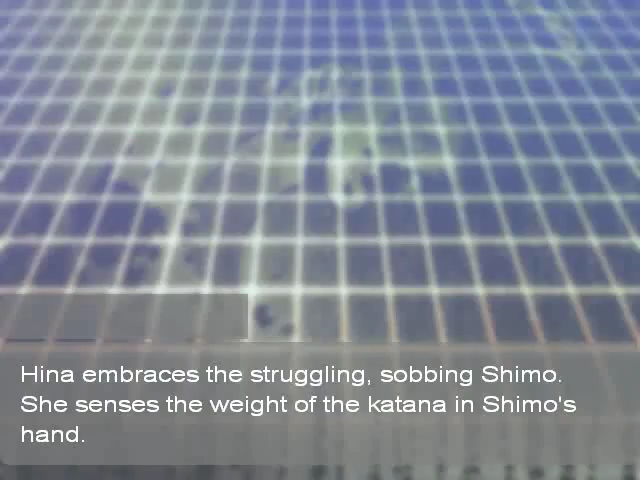 Hina embraces the struggling, sobbing Shimo.
She senses the weight of the katana in Shimo's
hand.